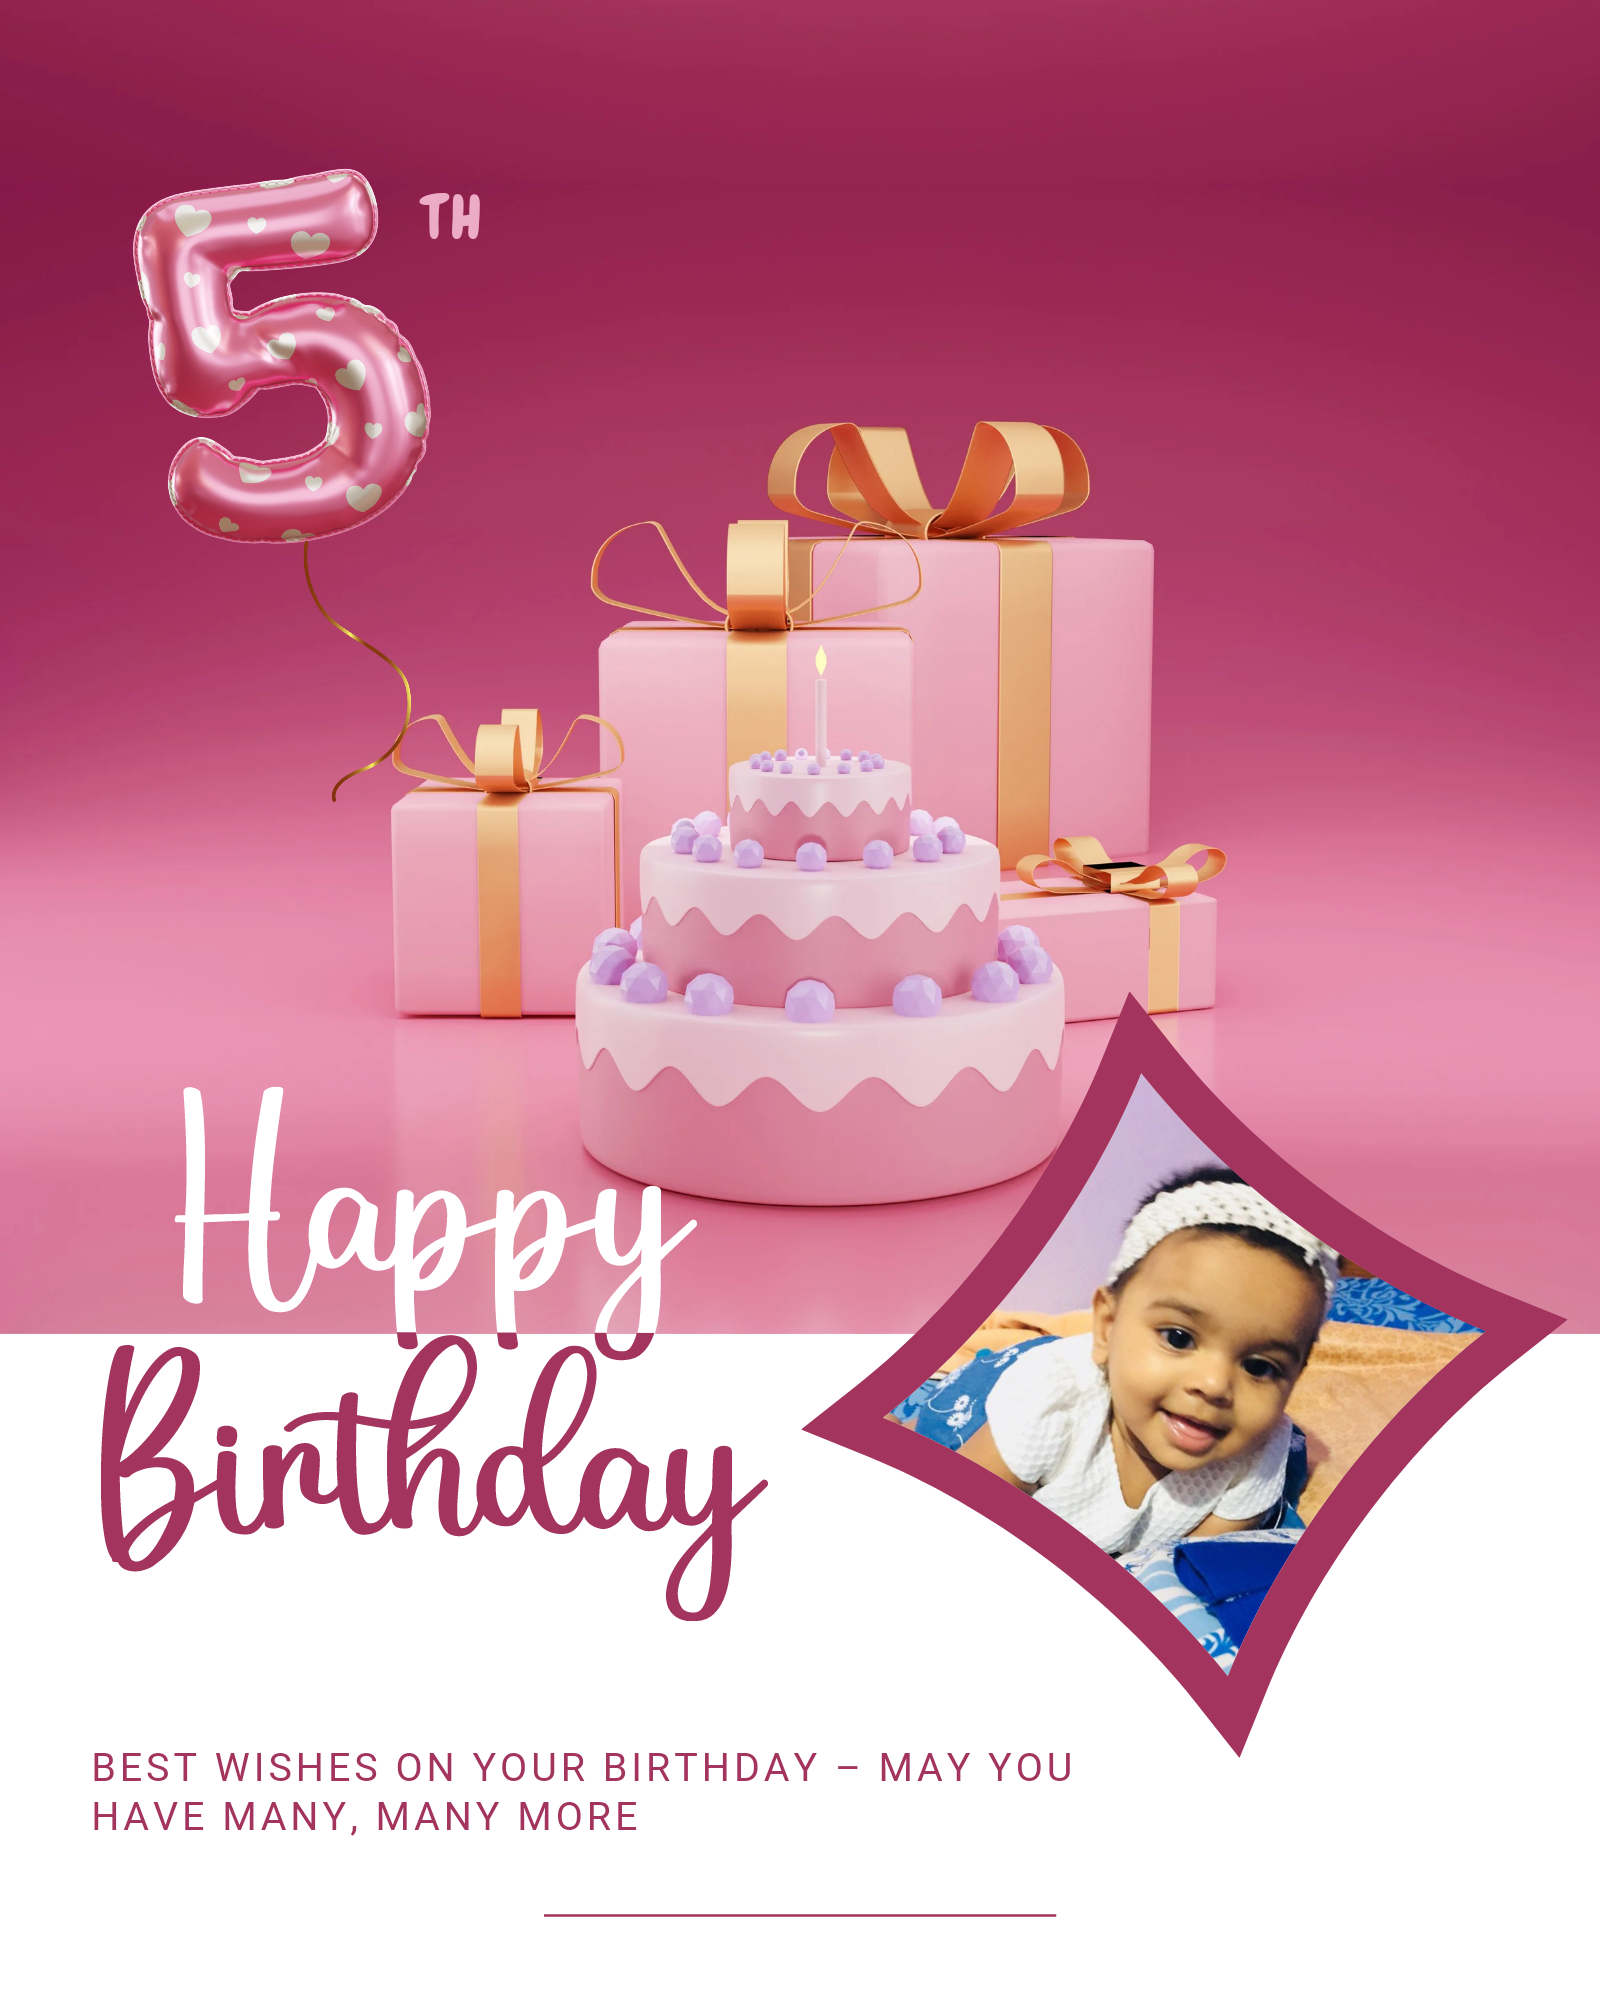 5 TH
Happy
Birthday
BEST WISHES ON YOUR BIRTHDAY – MAY YOU
HAVE MANY, MANY MORE